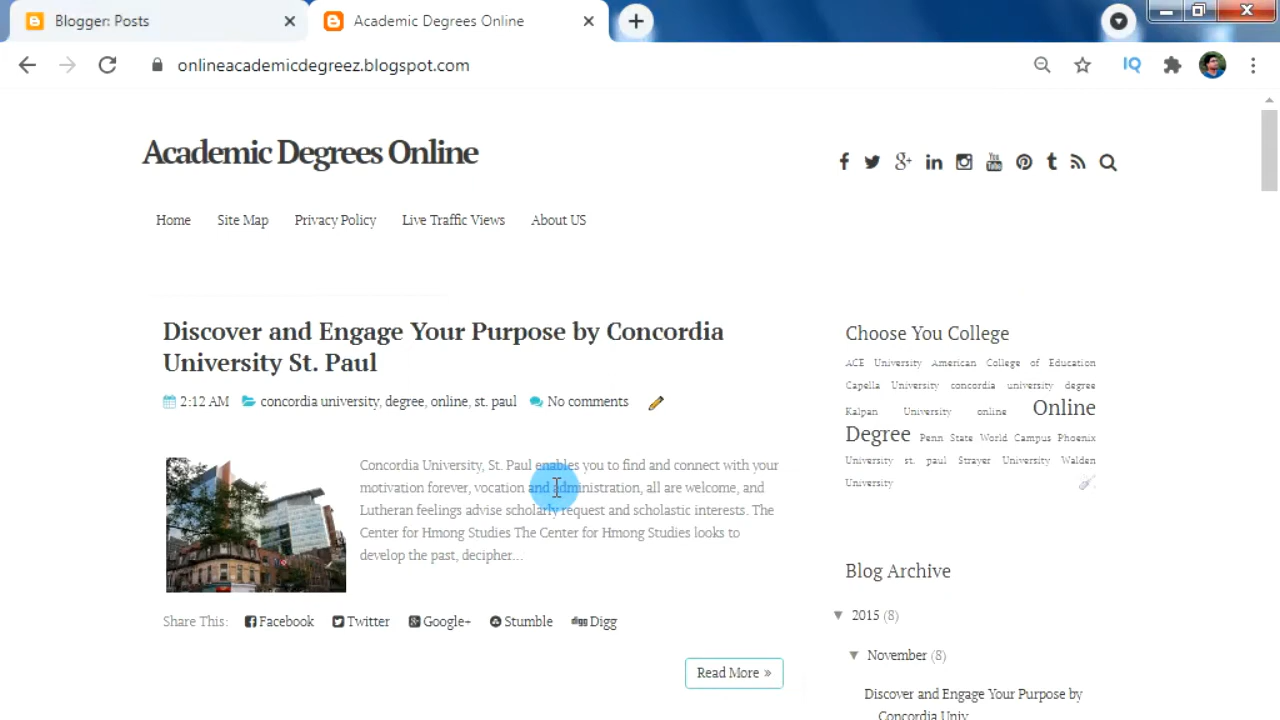 Blogger: Posts
Academic Degrees Online
onlineacademicdegreez.blogspot.com
IQ
Academic Degrees Online
Home Site Map Privacy Policy Live Traffic Views About US
Discover and Engage Your Purpose by Concordia
University St. Paul
2:12 AM concordia university, degree, online, st. paul No comments
Concordia University, St. Paul enables you to find and connect with your
motivation forever, vocation and administration, all are welcome, and
Lutheran feelings advise scholarly request and scholastic interests. The
Center for Hmong Studies The Center for Hmong Studies looks to
develop the past, decipher...
Share This: Facebook Twitter Google+ Stumble digg Digg
Read More »
Choose You College
ACE University American College of Education
Capella University concordia university degree
Kalpan University online Online
Degree Penn State World Campus Phoenix
University st. paul Strayer University Walden
University
Blog Archive
▼ 2015 (8)
▼ November (8)
Discover and Engage Your Purpose by
Concordia Univ...